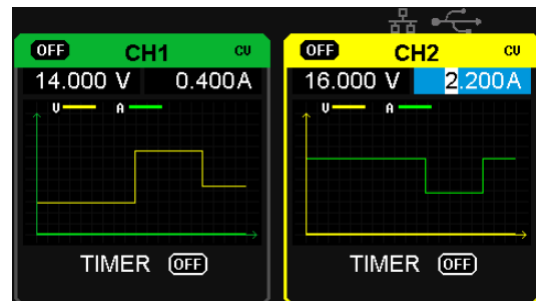 OFF CH1 CV
14.000 V 0.400A
V A
TIMER OFF
OFF CH2 CV
16.000 V 2.200A
V A
TIMER OFF